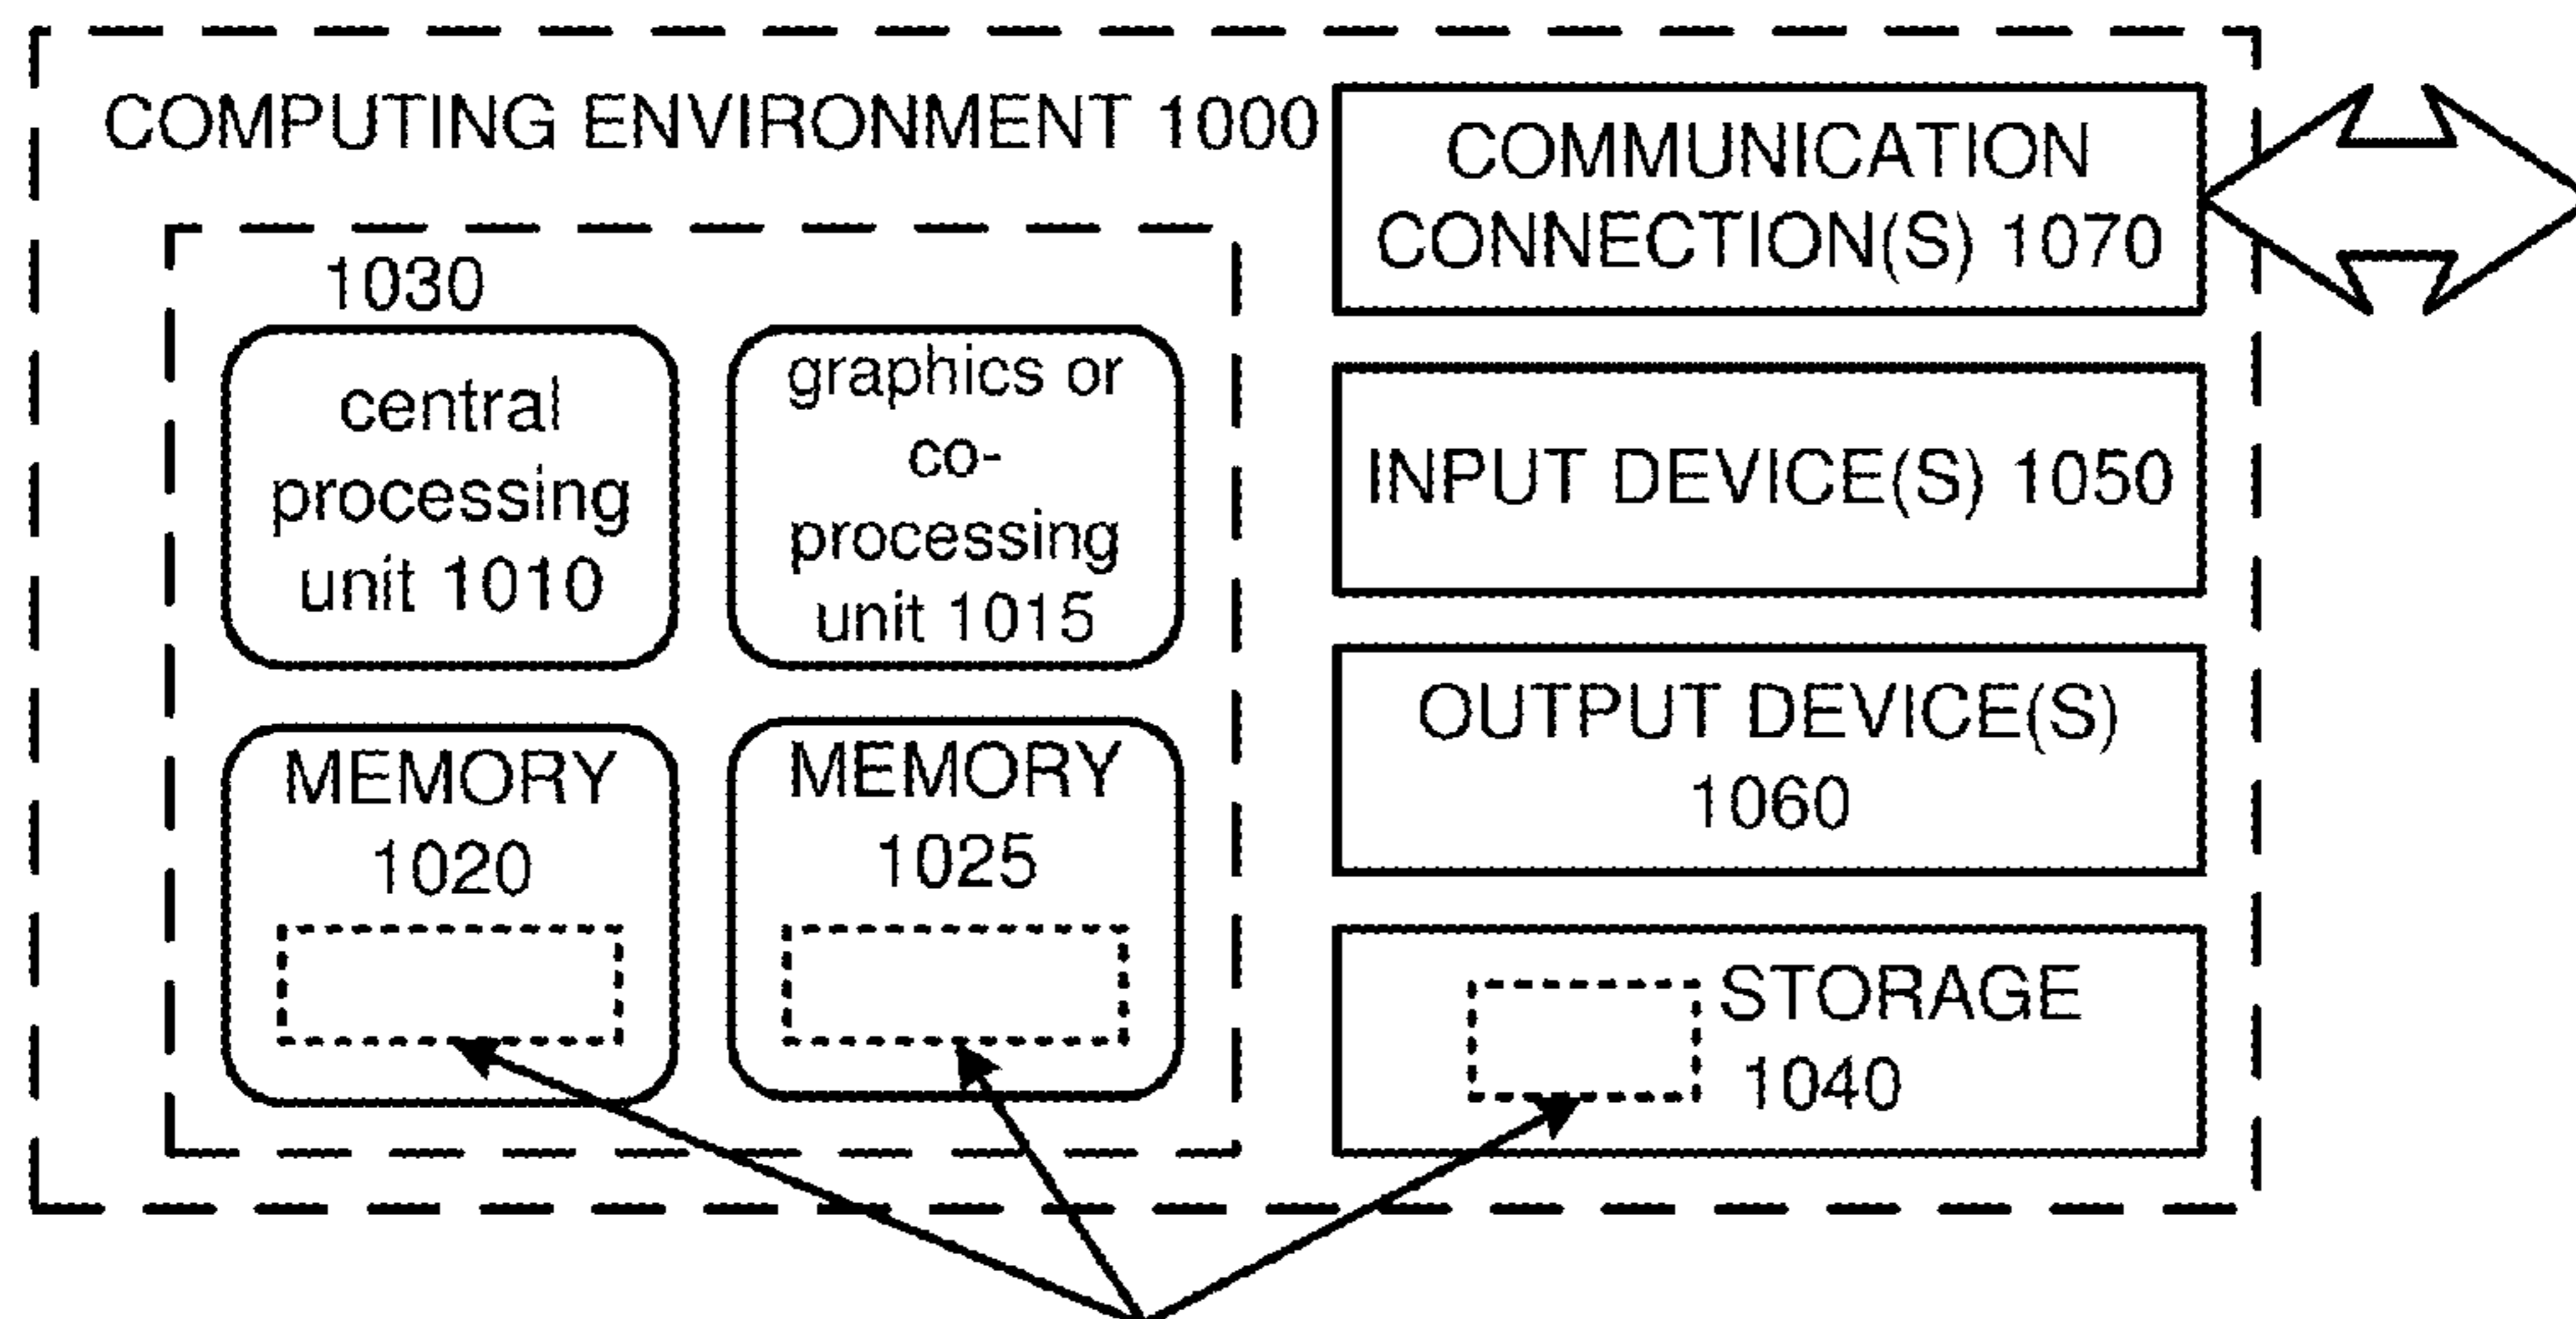 COMPUTING ENVIRONMENT 1000
1030
central
processing
unit 1010
graphics or
co-
processing
unit 1015
MEMORY
1020
MEMORY
1025
COMMUNICATION
CONNECTION(S) 1070
INPUT DEVICE(S) 1050
OUTPUT DEVICE(S)
1060
STORAGE
1040